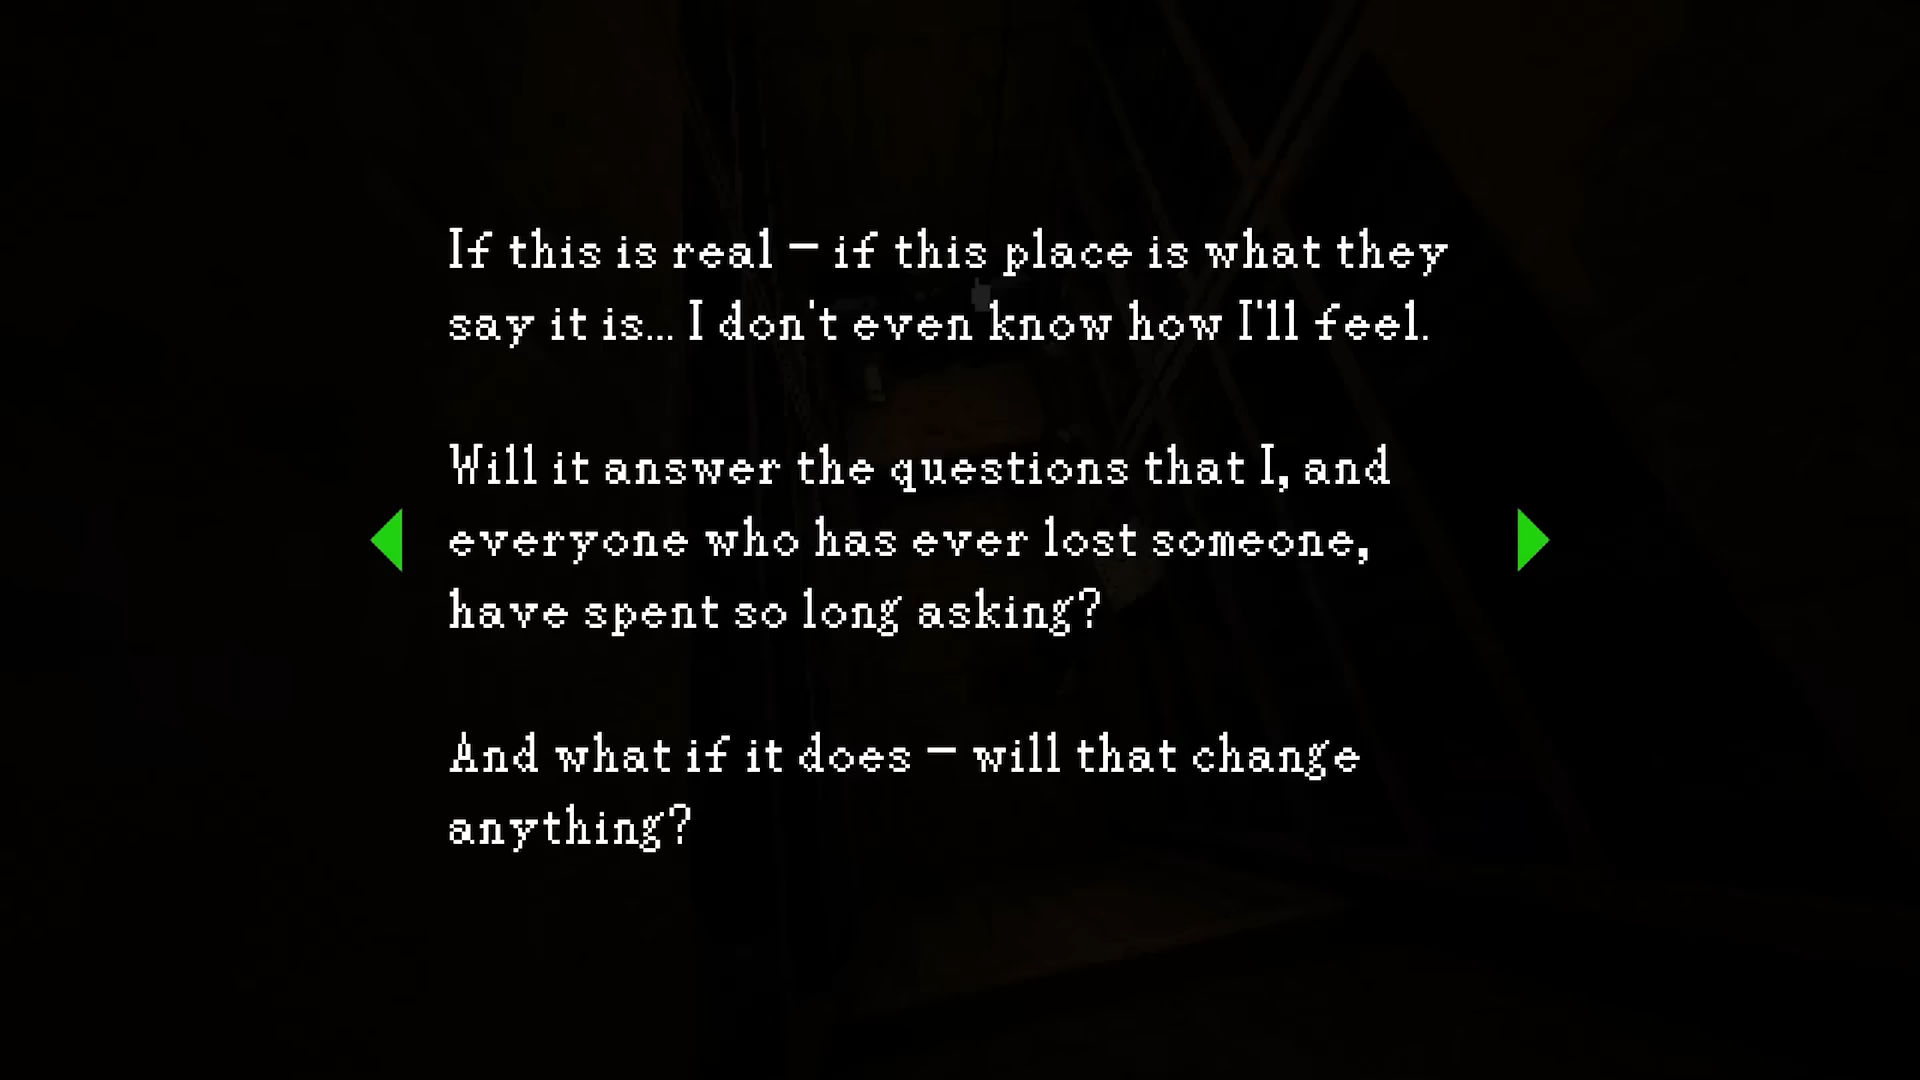 If this is real – if this place is what they
say it is... I don't even know how I'll feel.
Will it answer the questions that I, and
everyone who has ever lost someone,
have spent so long asking?
And what if it does – will that change
anything?